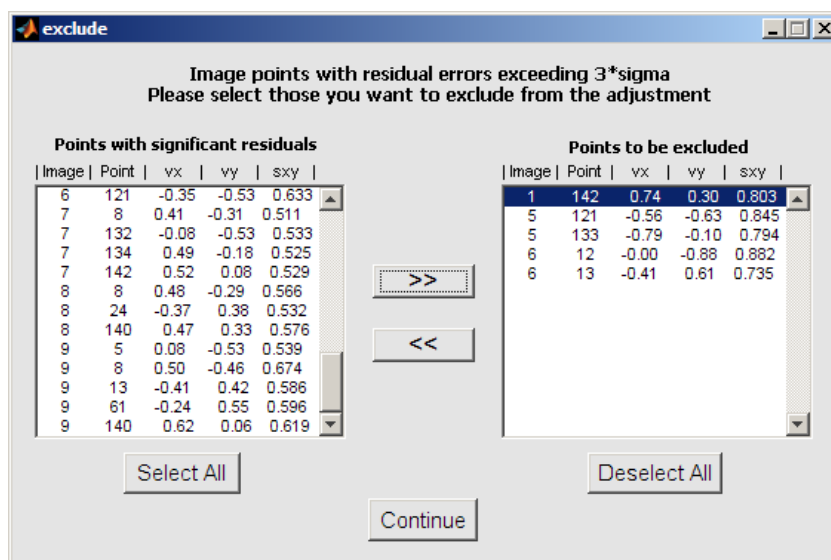 exclude
Image points with residual errors exceeding 3*sigma
Please select those you want to exclude from the adjustment
Points with significant residuals
| Image | Point | vx | vy | sxy |
6 121 -0.35 -0.53 0.633
7 8 0.41 -0.31 0.511
7 132 -0.08 -0.53 0.533
7 134 0.49 -0.18 0.525
7 142 0.52 0.08 0.529
8 8 0.48 -0.29 0.566
8 24 -0.37 0.38 0.532
8 140 0.47 0.33 0.576
9 5 0.08 -0.53 0.539
9 8 0.50 -0.46 0.674
9 13 -0.41 0.42 0.586
9 61 -0.24 0.55 0.596
9 140 0.62 0.06 0.619
Select All
>>
<<
Continue
Points to be excluded
| Image | Point | vx | vy | sxy |
1 142 0.74 0.30 0.803
5 121 -0.56 -0.63 0.845
5 133 -0.79 -0.10 0.794
6 12 -0.00 -0.88 0.882
6 13 -0.41 0.61 0.735
Deselect All